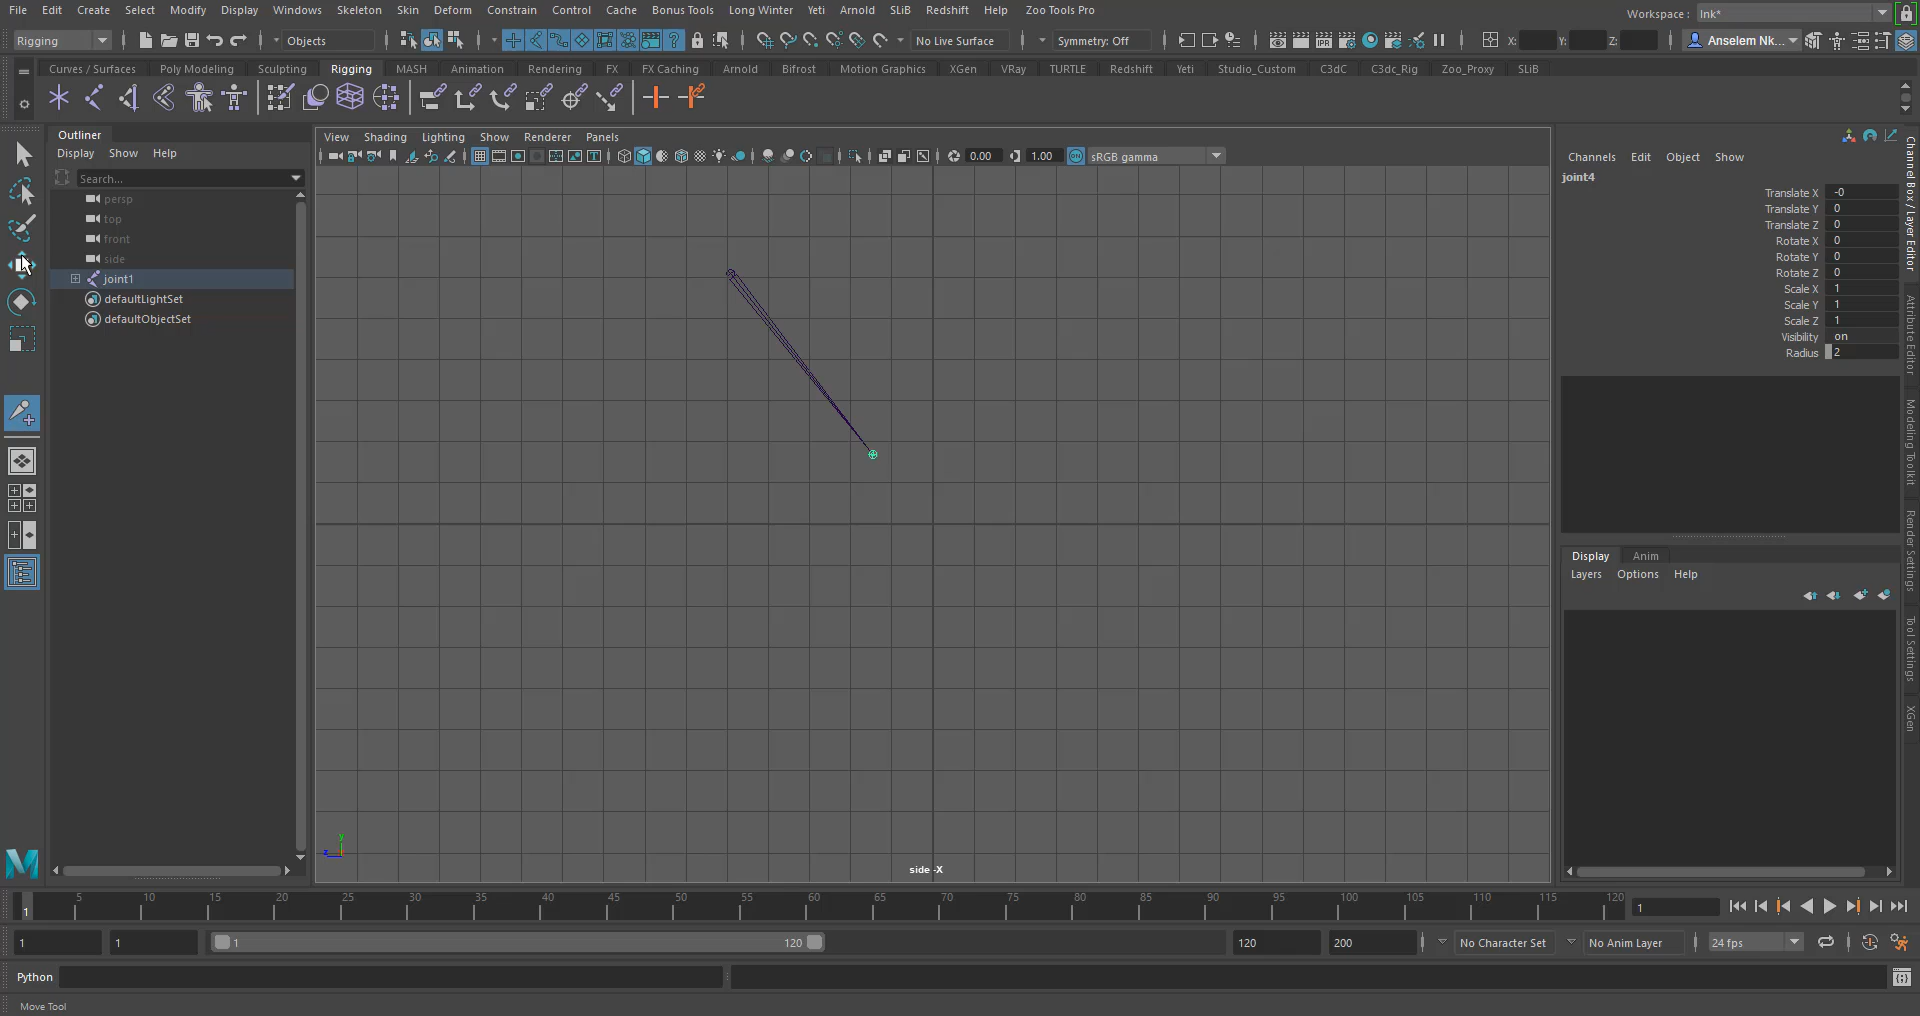 File Edit Create Select Modify Display Windows Skeleton Skin Deform Constrain Control Cache Bonus Tools Long Winter Yeti Arnold SLiB Redshift Help Zoo Tools Pro Workspace : Ink*
Rigging Objects No Live Surface Symmetry: Off X: Y: Z: Anselem Nk...
Curves / Surfaces Poly Modeling Sculpting Rigging MASH Animation Rendering FX FX Caching Arnold Bifrost Motion Graphics XGen VRay TURTLE Redshift Yeti Studio_Custom C3DC C3dc_Rig Zoo_Proxy SLiB
Outliner
Display Show Help
Search...
persp
top
front
side
joint1
defaultLightSet
defaultObjectSet
View Shading Lighting Show Renderer Panels
IPR
0.00 1.00 ON sRGB gamma
y
z
side -X
Channels Edit Object Show
joint4
Translate X -0
Translate Y 0
Translate Z 0
Rotate X 0
Rotate Y 0
Rotate Z 0
Scale X 1
Scale Y 1
Scale Z 1
Visibility on
Radius 2
Display Anim
Layers Options Help
Channel Box / Layer Editor
Attribute Editor
Modeling Toolkit
Render Settings
Tool Settings
XGen
1 5 10 15 20 25 30 35 40 45 50 55 60 65 70 75 80 85 90 95 100 105 110 115 120 1
1 1 1 120 120 200 No Character Set No Anim Layer 24 fps
Python
Move Tool